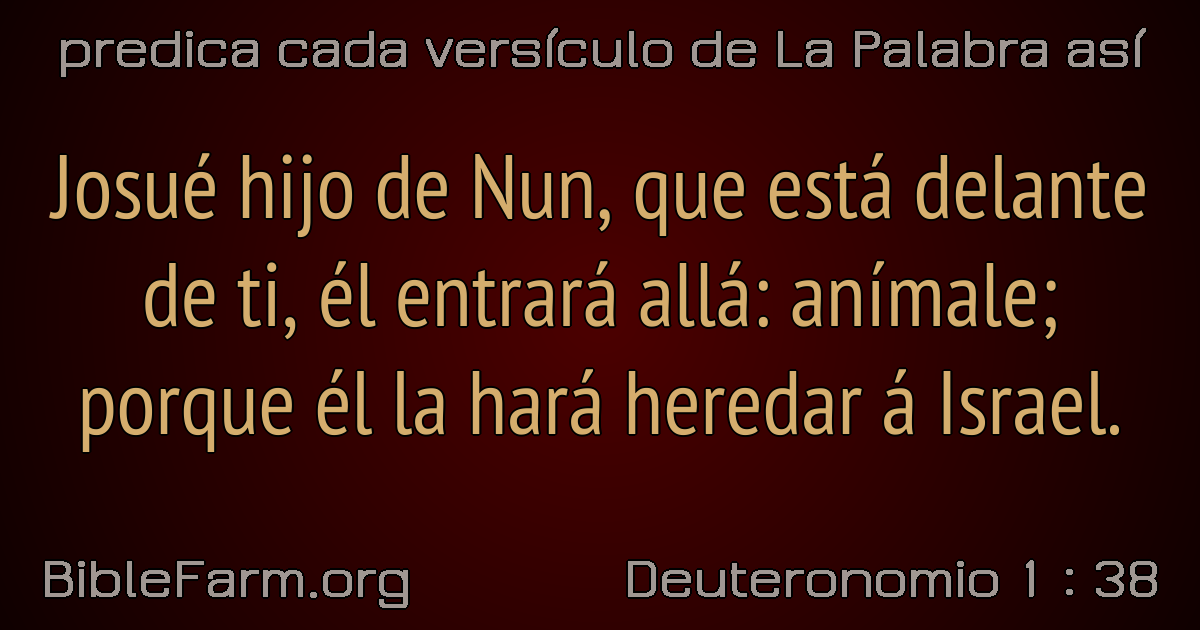 predica cada versículo de La Palabra así
Josué hijo de Nun, que está delante
de ti, él entrará allá: anímale;
porque él la hará heredar á Israel.
BibleFarm.org
Deuteronomio 1 : 38